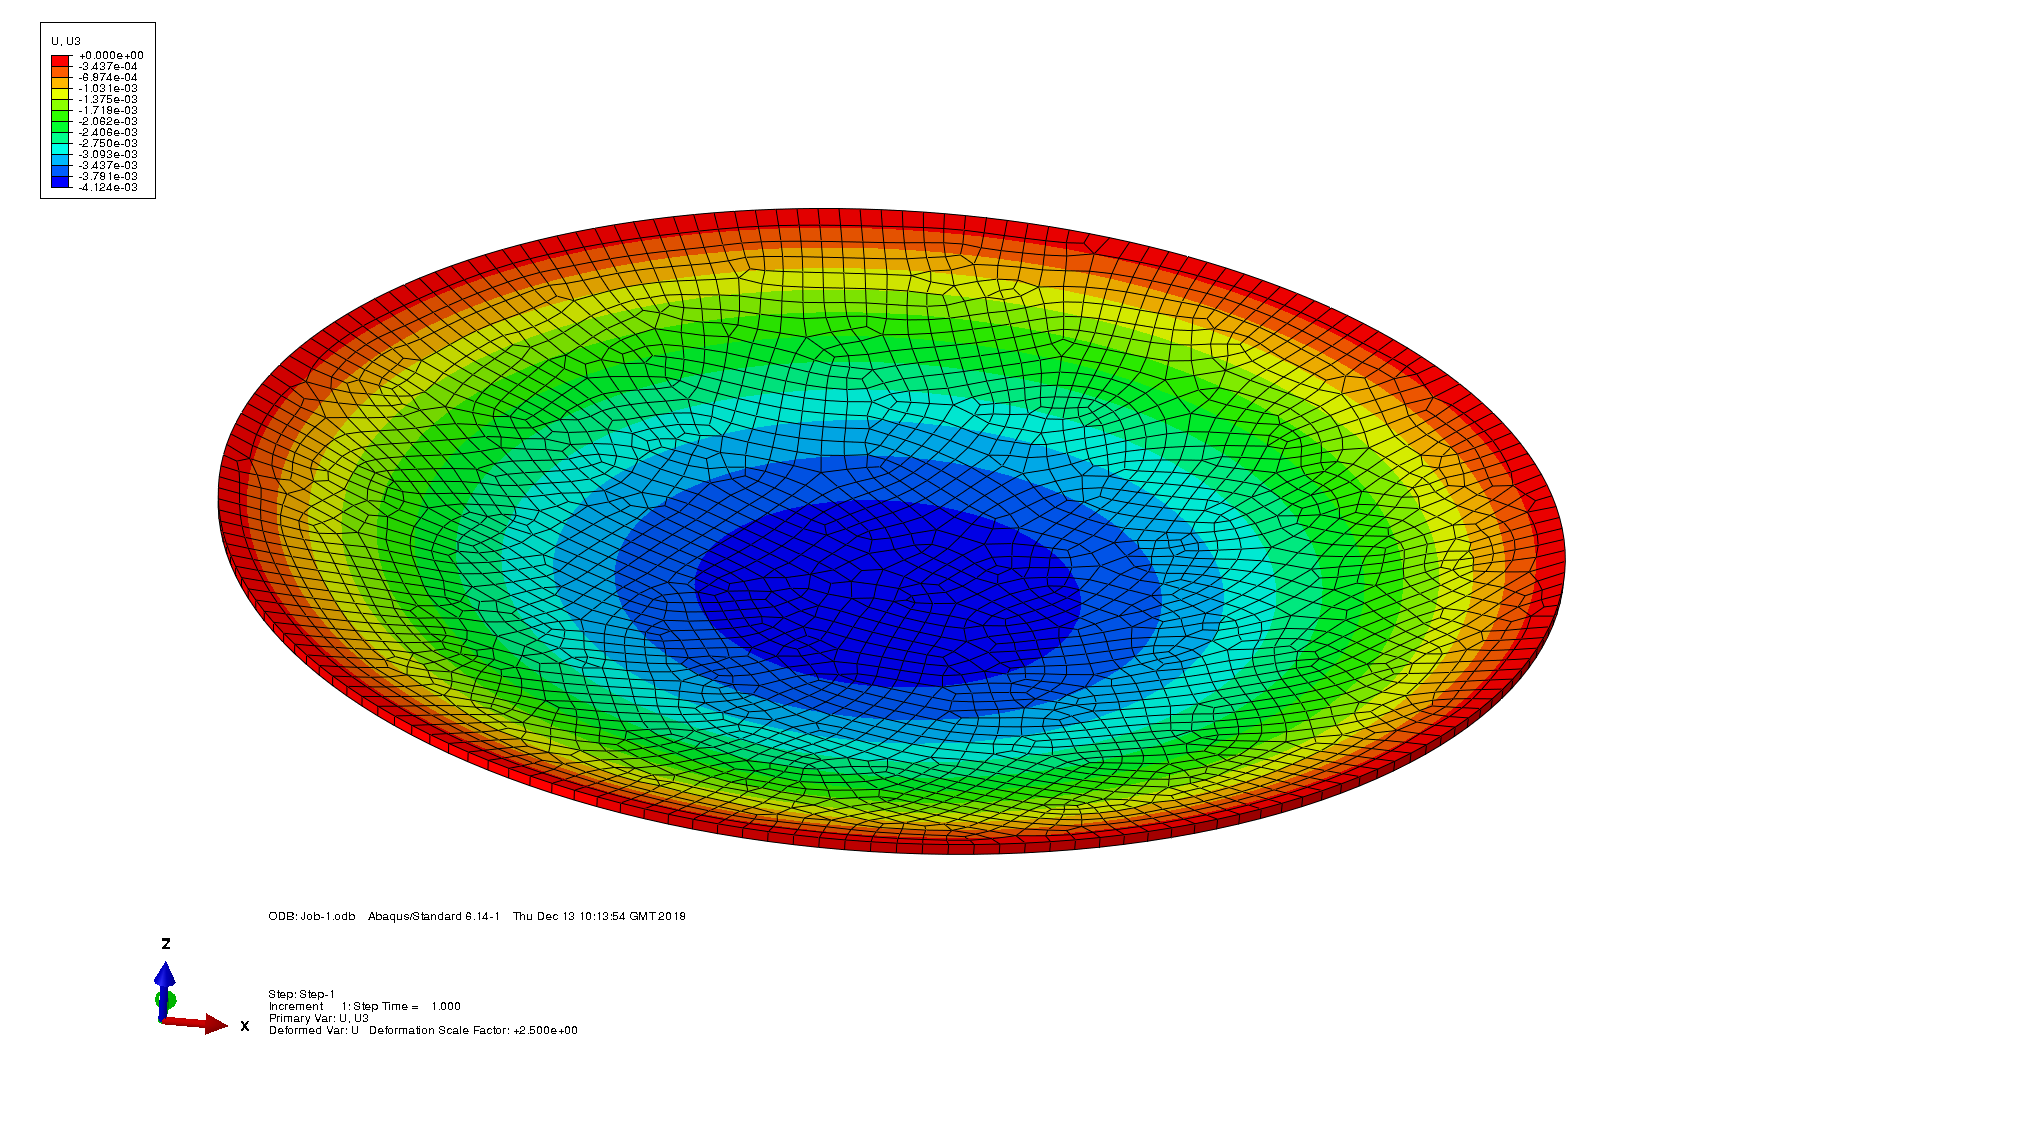 U, U3
+0.000e+00
-3.437e-04
-6.874e-04
-1.031e-03
-1.375e-03
-1.718e-03
-2.062e-03
-2.406e-03
-2.750e-03
-3.093e-03
-3.437e-03
-3.781e-03
-4.124e-03
ODB: Job-1.odb Abaqus/Standard 6.14-1 Thu Dec 13 10:13:54 GMT 2018
Z
X
Step: Step-1
Increment 1: Step Time = 1.000
Primary Var: U, U3
Deformed Var: U Deformation Scale Factor: +2.500e+00